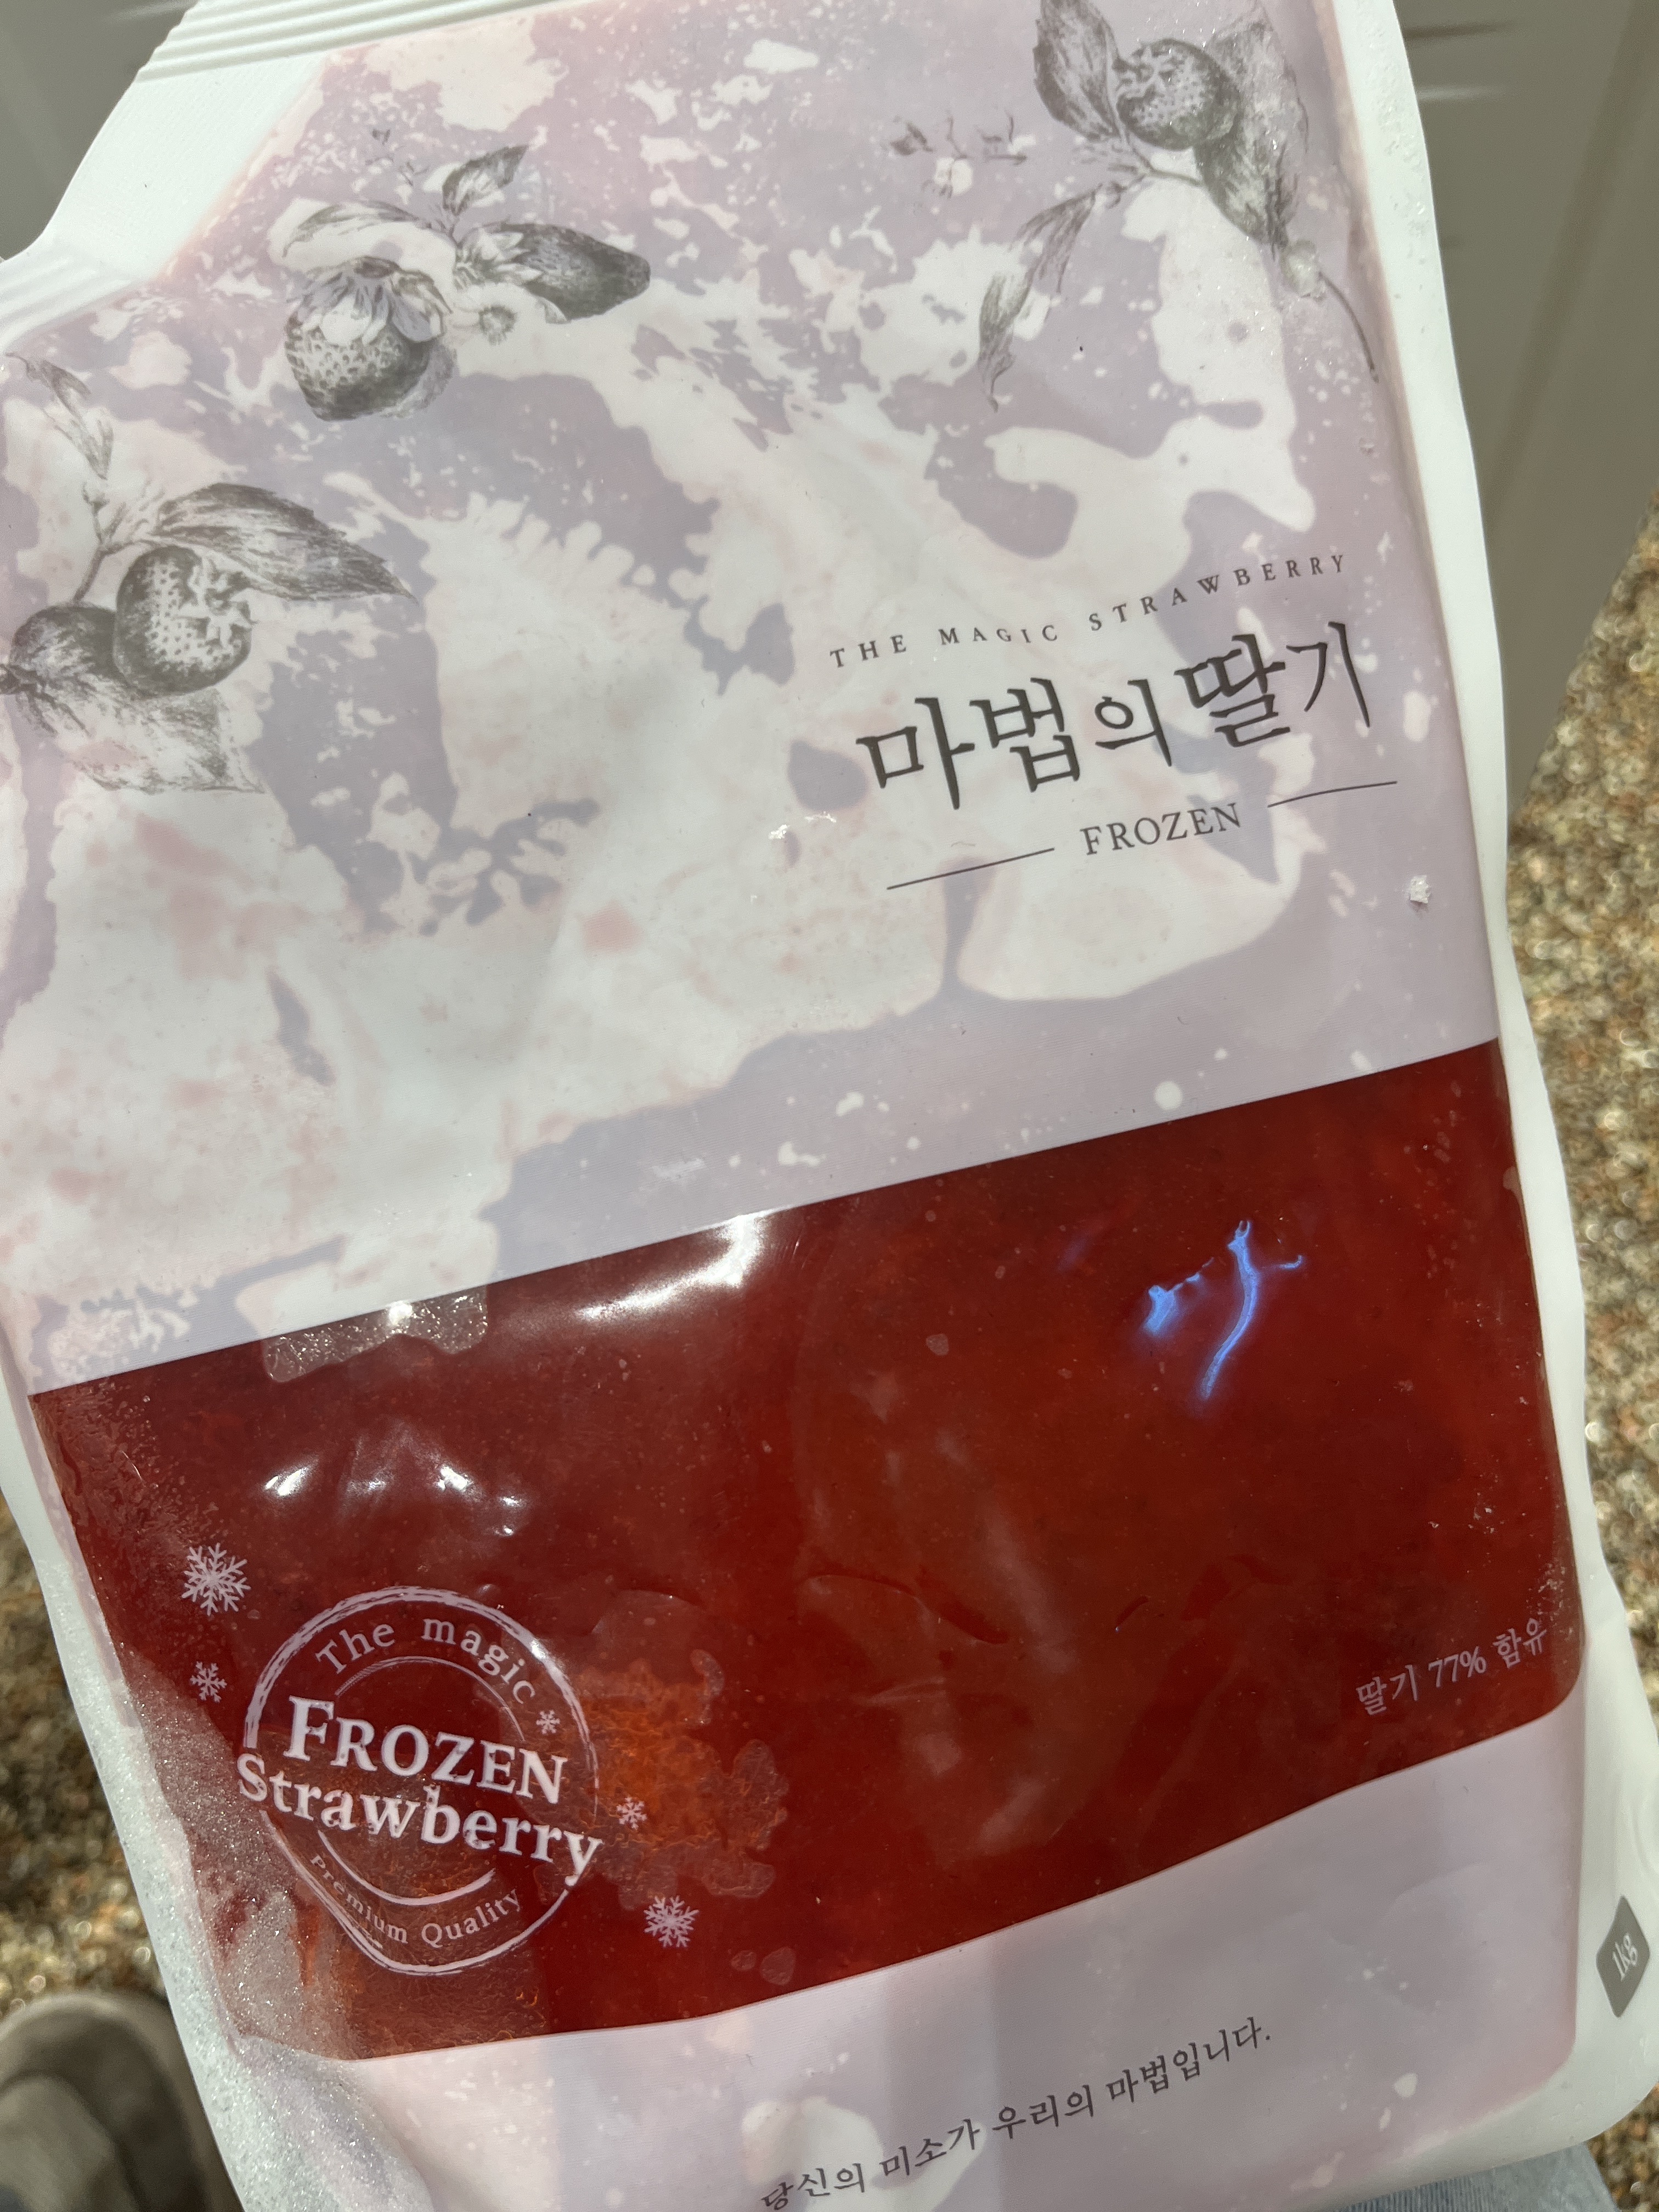 THE MAGIC STRAWBERRY
마법의딸기
FROZEN
The magic
FROZEN
Strawberry
Premium Quality
딸기 77% 함유
1kg
당신의 미소가 우리의 마법입니다.